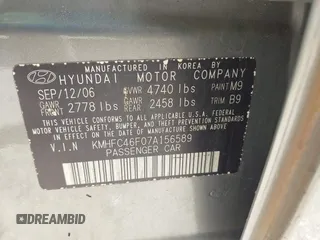 MANUFACTURED IN KOREA BY
HYUNDAI MOTOR COMPANY
SEP/12/06 GVWR 4740 lbs PAINT M9
GAWR FRT 2778 lbs GAWR RR 2458 lbs TRIM B9
THIS VEHICLE CONFORMS TO ALL APPLICABLE
FEDERAL MOTOR VEHICLE SAFETY, BUMPER, AND
THEFT PREVENTION STANDARDS IN EFFECT ON
THE DATE OF MANUFACTURE SHOWN ABOVE.
V.I.N KMHFC46F07A156589
PASSENGER CAR
DREAMBID